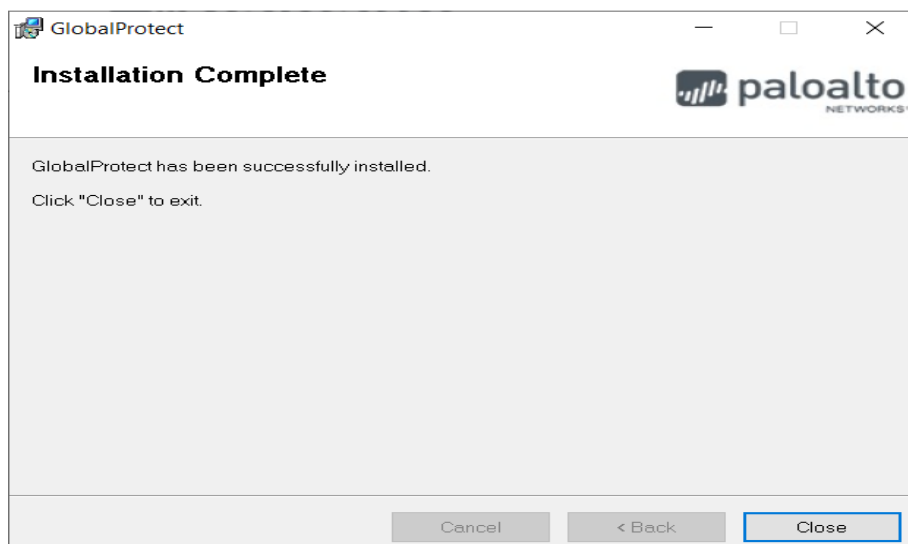 GlobalProtect
Installation Complete
paloalto
NETWORKS
GlobalProtect has been successfully installed.
Click "Close" to exit.
Cancel
< Back
Close